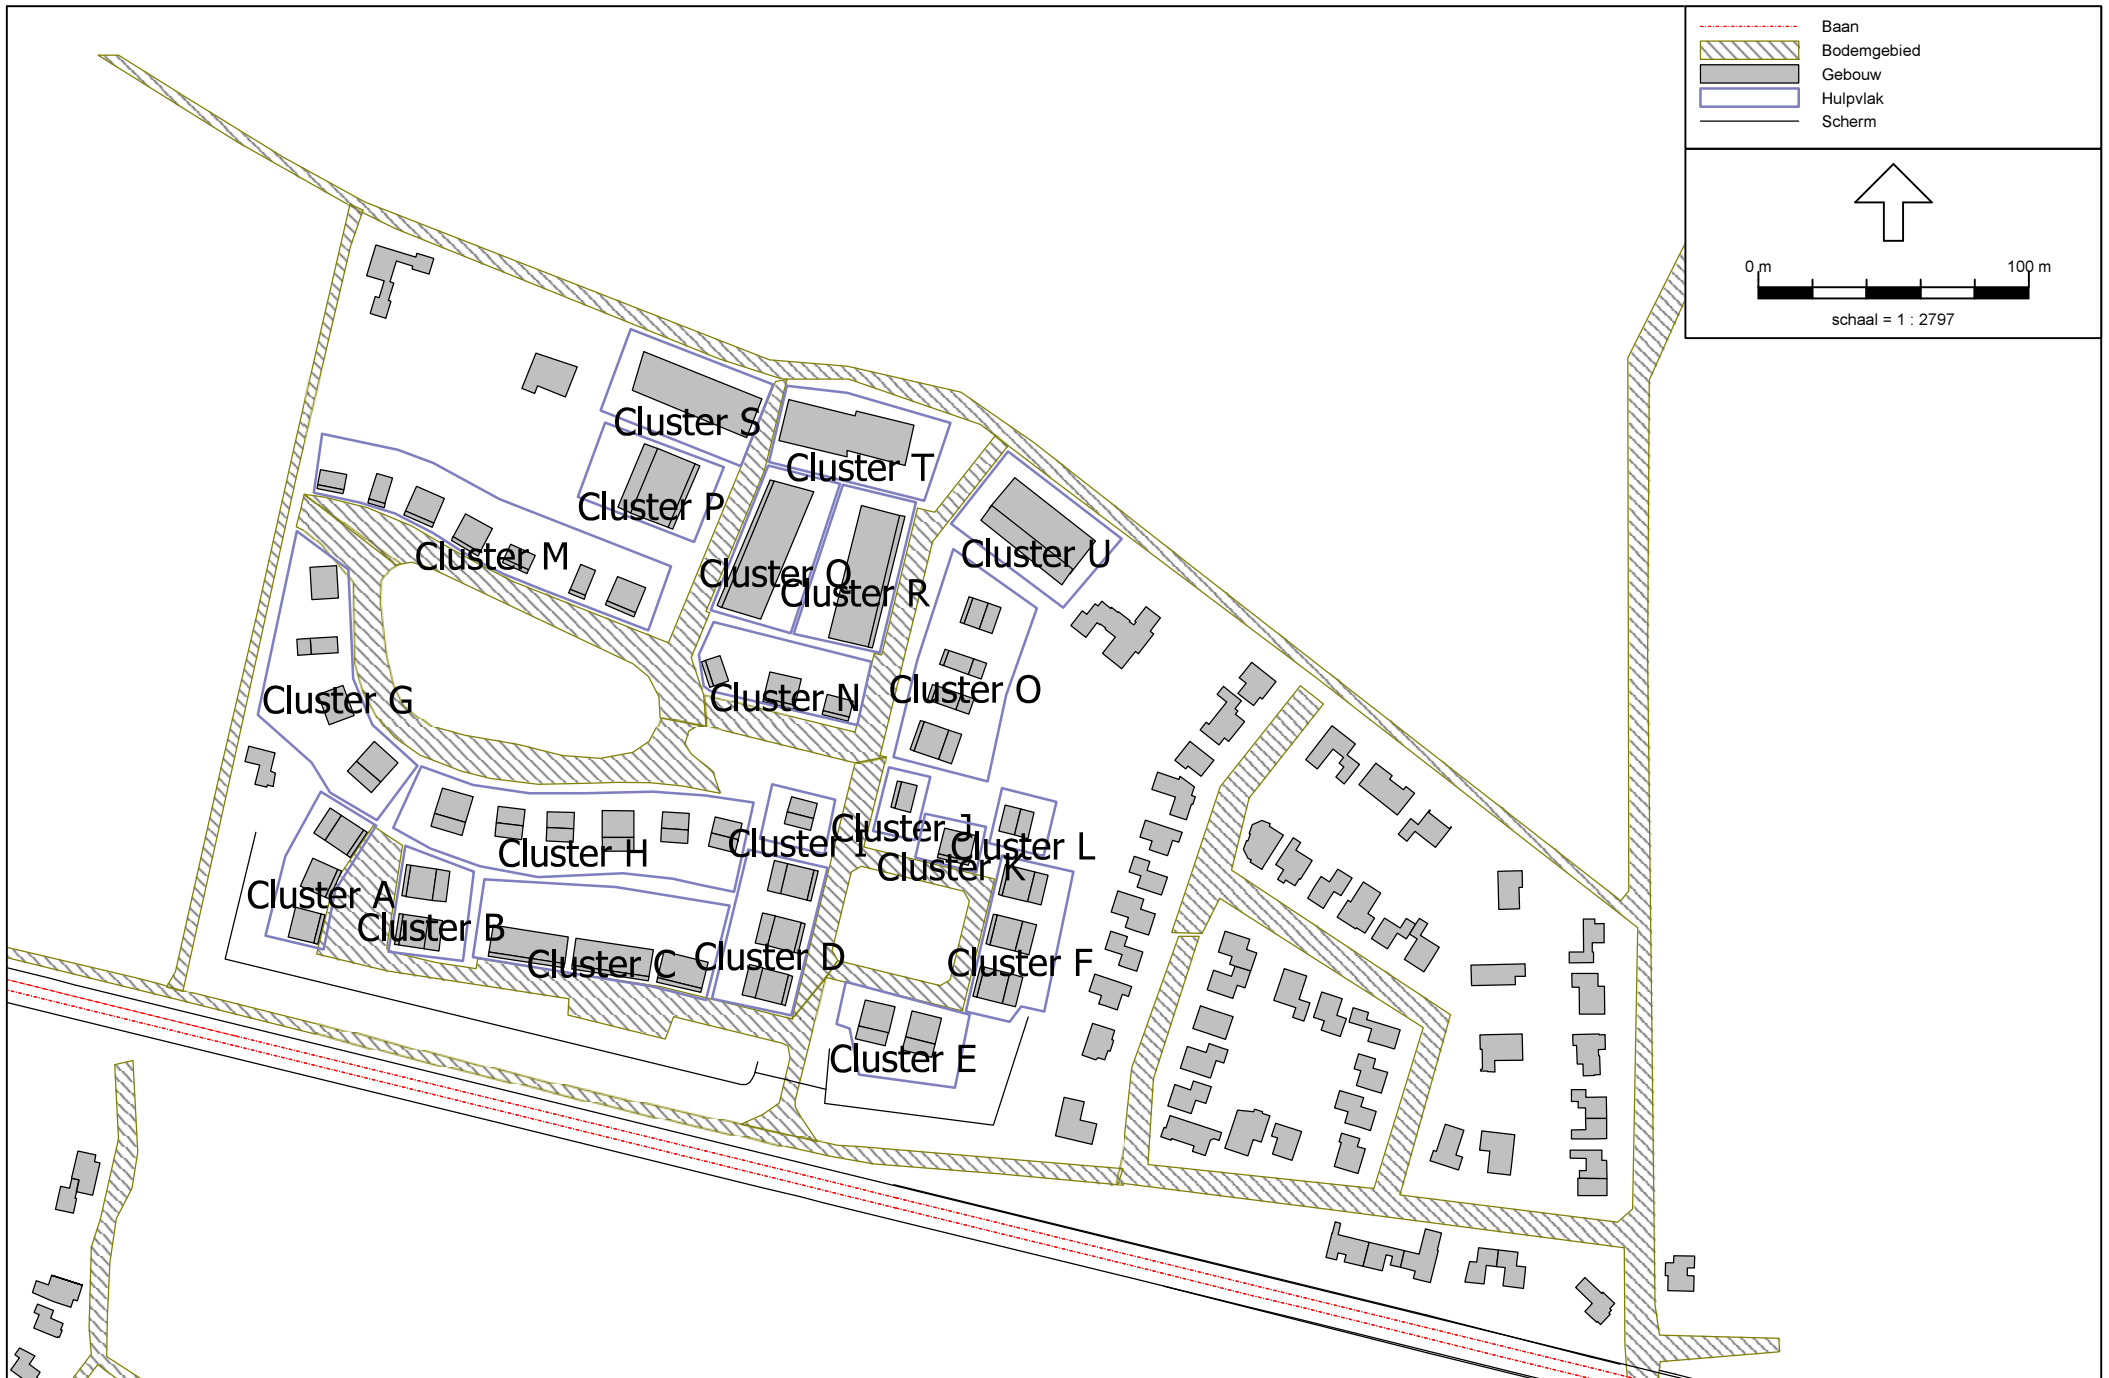 Baan
Bodemgebied
Gebouw
Hulpvlak
Scherm
0 m 100 m
schaal = 1 : 2797
Cluster S
Cluster T
Cluster P
Cluster M
Cluster U
Cluster Q
Cluster R
Cluster G
Cluster N
Cluster O
Cluster H
Cluster I
Cluster J
Cluster L
Cluster K
Cluster A
Cluster B
Cluster C
Cluster D
Cluster F
Cluster E